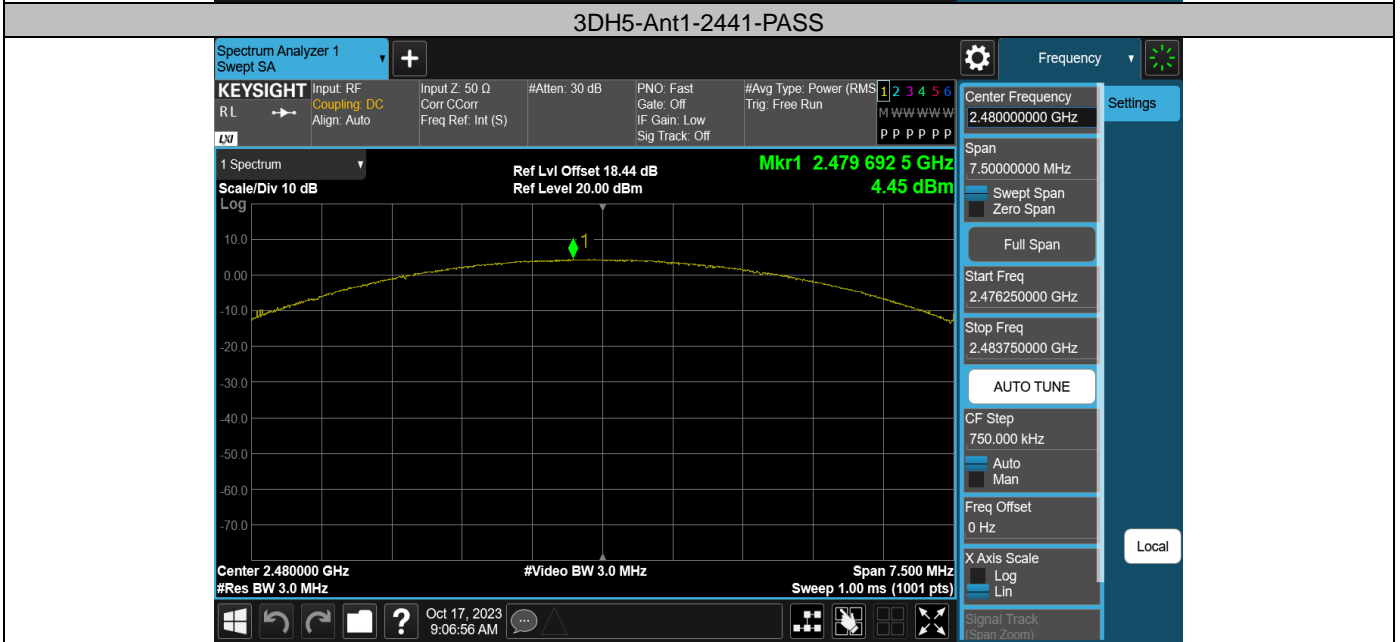 3DH5-Ant1-2441-PASS
Spectrum Analyzer 1
Swept SA
Frequency
KEYSIGHT
RL
LXI
Input: RF
Coupling: DC
Align: Auto
Input Z: 50 Ω
Corr CCorr
Freq Ref: Int (S)
#Atten: 30 dB
PNO: Fast
Gate: Off
IF Gain: Low
Sig Track: Off
#Avg Type: Power (RMS
Trig: Free Run
1 2 3 4 5 6
M W W W W W
P P P P P P
1 Spectrum
Scale/Div 10 dB
Log
Ref Lvl Offset 18.44 dB
Ref Level 20.00 dBm
Mkr1 2.479 692 5 GHz
4.45 dBm
1
10.0
0.00
-10.0
-20.0
-30.0
-40.0
-50.0
-60.0
-70.0
Center 2.480000 GHz
#Res BW 3.0 MHz
#Video BW 3.0 MHz
Span 7.500 MHz
Sweep 1.00 ms (1001 pts)
Center Frequency
2.480000000 GHz
Settings
Span
7.50000000 MHz
Swept Span
Zero Span
Full Span
Start Freq
2.476250000 GHz
Stop Freq
2.483750000 GHz
AUTO TUNE
CF Step
750.000 kHz
Auto
Man
Freq Offset
0 Hz
X Axis Scale
Log
Lin
Signal Track
(Span Zoom)
Local
?
Oct 17, 2023
9:06:56 AM